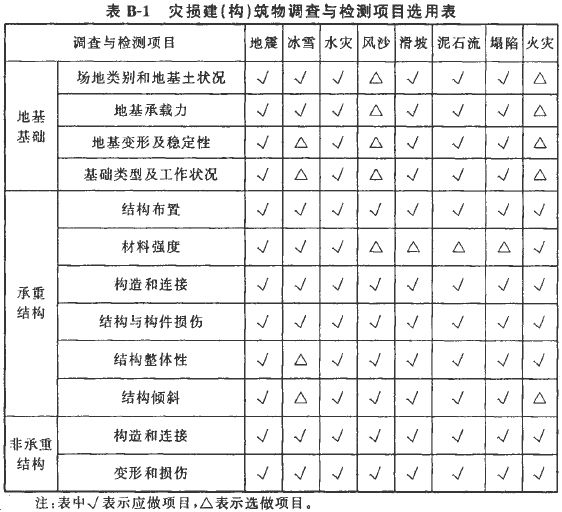 表 B-1 灾损建(构)筑物调查与检测项目选用表
调查与检测项目 地震 冰雪 水灾 风沙 滑坡 泥石流 塌陷 火灾
地基基础 场地类别和地基土状况 √ √ √ △ √ √ √ △
地基承载力 √ √ √ △ √ √ √ △
地基变形及稳定性 √ △ √ △ √ √ √ △
基础类型及工作状况 √ △ √ △ √ √ √ △
承重结构 结构布置 √ √ √ √ √ √ √ √
材料强度 √ √ √ △ △ △ △ √
构造和连接 √ √ √ √ √ √ √ √
结构与构件损伤 √ √ √ √ √ √ √ √
结构整体性 √ △ √ √ √ √ √ √
结构倾斜 √ △ √ √ √ √ √ △
非承重结构 构造和连接 √ √ √ √ √ √ √ √
变形和损伤 √ √ √ √ √ √ √ √
注:表中√表示应做项目,△表示选做项目。